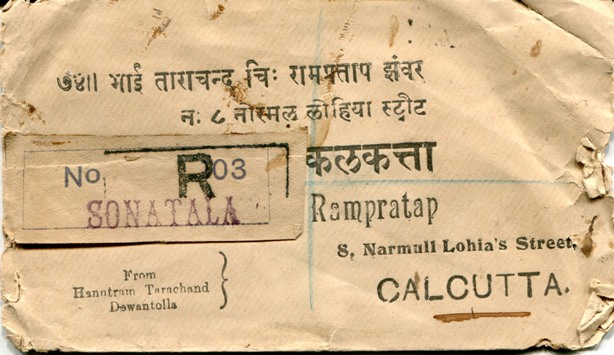 ७४॥ भाई ताराचन्द चिः रामप्रताप झंवर
नः ८ नारमल लोहिया स्ट्रौट
कलकत्ता
No R 03
SONATALA
Rampratap
8, Narmull Lohia's Street,
CALCUTTA.
From
Hanutram Tarachand
Dewantolla